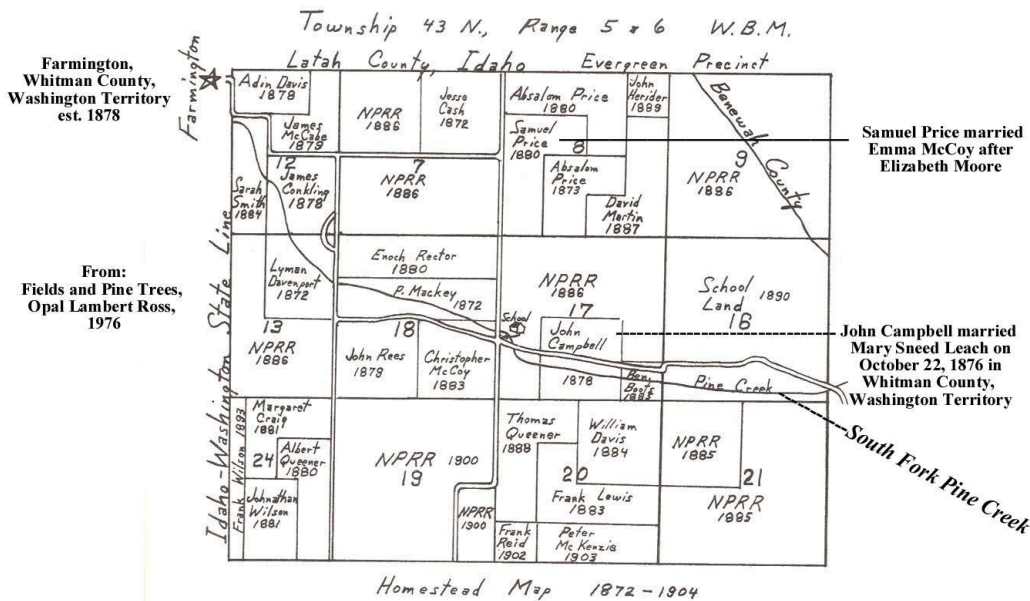 Township 43 N., Range 5 & 6 W.B.M.
Latah County, Idaho Evergreen Precinct
Farmington,
Whitman County,
Washington Territory
est. 1878
Farmington
Adin Davis
1878
James
McCabe
1879
12
James
Conkling
1878
Sarah
Smith
1884
NPRR
1886
Jesse
Cash
1872
7
NPRR
1886
Absalom Price
1880
Samuel
Price
1880
8
Absalom
Price
1873
David
Martin
1887
John
Herider
1889
9
NPRR
1886
Benewah County
Samuel Price married
Emma McCoy after
Elizabeth Moore
From:
Fields and Pine Trees,
Opal Lambert Ross,
1976
Idaho-Washington State Line
Lyman
Davenport
1872
13
NPRR
1886
Enoch Rector
1880
P. Mackey 1872
18
John Rees
1879
Christopher
McCoy
1883
School
NPRR
1886
17
John
Campbell
1878
Ben
Boots
1883
School
Land 1890
16
Pine Creek
John Campbell married
Mary Sneed Leach on
October 22, 1876 in
Whitman County,
Washington Territory
South Fork Pine Creek
Frank Wilson 1893
Margaret
Craig
1881
24
Albert
Queener
1880
Johnathan
Wilson
1881
NPRR 1900
19
NPRR
1900
Thomas
Queener
1888
William
Davis
1884
20
Frank Lewis
1883
Frank
Reid
1902
Peter
McKenzie
1903
NPRR
1885
21
NPRR
1885
Homestead Map 1872-1904